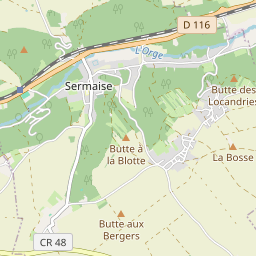 D 116
L'Orge
Sermaise
Butte des
Locandries
Butte à
la Blotte
La Bosse
Butte aux
Bergers
CR 48